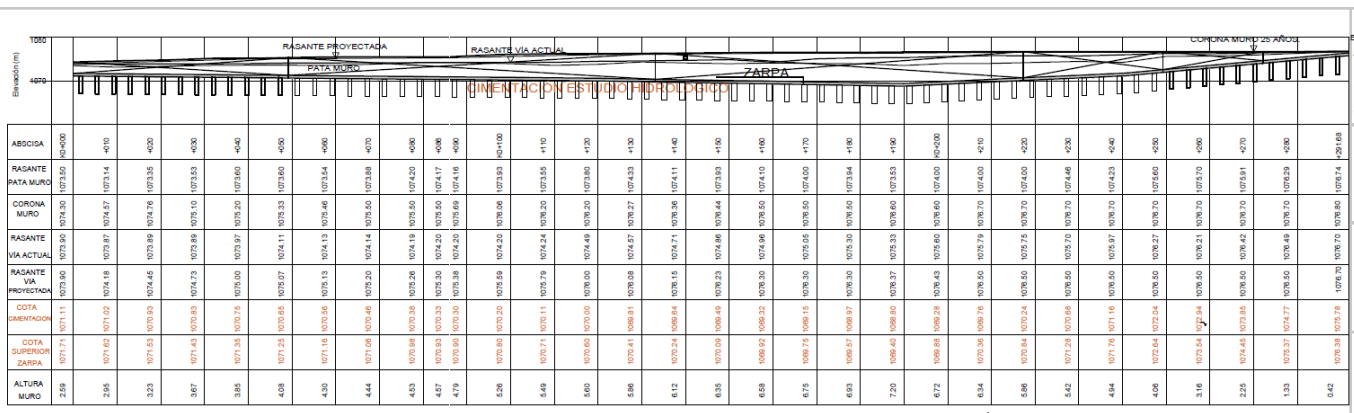 1080
RASANTE PROYECTADA
RASANTE VÍA ACTUAL
CORONA MURO 25 AÑOS
Elevación (m)
PATA MURO
ZARPA
1070
CIMENTACIÓN ESTUDIO HIDROLÓGICO
ABSCISA K0+000 +010 +020 +030 +040 +050 +060 +070 +080 +086 +090 K0+100 +110 +120 +130 +140 +150 +160 +170 +180 +190 K0+200 +210 +220 +230 +240 +250 +260 +270 +280 +291.68
RASANTE
PATA MURO 1073.50 1073.14 1073.35 1073.53 1073.60 1073.60 1073.54 1073.88 1074.20 1074.17 1074.16 1073.93 1073.55 1073.80 1074.33 1074.11 1073.93 1074.10 1074.00 1073.94 1073.53 1074.00 1074.00 1074.00 1074.46 1074.23 1075.60 1075.70 1075.91 1076.29 1076.74
CORONA
MURO 1074.30 1074.57 1074.76 1075.10 1075.20 1075.33 1075.46 1075.50 1075.50 1075.50 1075.69 1076.06 1076.20 1076.20 1076.27 1076.36 1076.44 1076.50 1076.50 1076.50 1076.60 1076.60 1076.70 1076.70 1076.70 1076.70 1076.70 1076.70 1076.70 1076.70 1076.80
RASANTE
VÍA ACTUAL 1073.90 1073.87 1073.89 1073.89 1073.97 1074.11 1074.13 1074.14 1074.19 1074.20 1074.20 1074.20 1074.24 1074.49 1074.57 1074.71 1074.86 1074.96 1075.05 1075.30 1075.33 1075.60 1075.79 1075.75 1075.70 1075.97 1076.27 1076.21 1076.42 1076.49 1076.70
RASANTE
VIA
PROYECTADA 1073.90 1074.18 1074.45 1074.73 1075.00 1075.07 1075.13 1075.20 1075.26 1075.30 1075.38 1075.59 1075.79 1076.00 1076.08 1076.15 1076.23 1076.30 1076.30 1076.30 1076.37 1076.43 1076.50 1076.50 1076.50 1076.50 1076.50 1076.50 1076.50 1076.50 1076.70
COTA
CIMENTACION 1071.11 1071.02 1070.93 1070.83 1070.75 1070.65 1070.56 1070.46 1070.38 1070.33 1070.30 1070.20 1070.11 1070.00 1069.81 1069.64 1069.49 1069.32 1069.15 1068.97 1068.80 1069.28 1069.76 1070.24 1070.68 1071.16 1072.04 1072.94 1073.85 1074.77 1075.78
COTA
SUPERIOR
ZARPA 1071.71 1071.62 1071.53 1071.43 1071.35 1071.25 1071.16 1071.06 1070.98 1070.93 1070.90 1070.80 1070.71 1070.60 1070.41 1070.24 1070.09 1069.92 1069.75 1069.57 1069.40 1069.88 1070.36 1070.84 1071.28 1071.76 1072.64 1073.54 1074.45 1075.37 1076.38
ALTURA
MURO 2.59 2.95 3.23 3.67 3.85 4.08 4.30 4.44 4.53 4.57 4.79 5.26 5.49 5.60 5.86 6.12 6.35 6.58 6.75 6.93 7.20 6.72 6.34 5.86 5.42 4.94 4.06 3.16 2.25 1.33 0.42